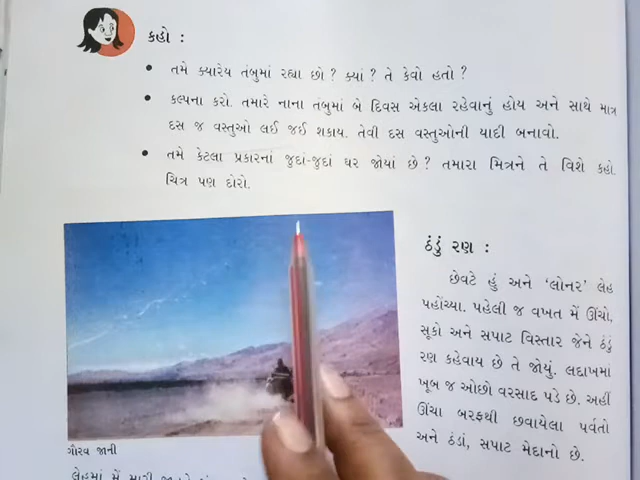 કહો :
• તમે ક્યારેય તંબુમાં રહ્યા છો ? ક્યાં ? તે કેવો હતો ?
• કલ્પના કરો. તમારે નાના તંબુમાં બે દિવસ એકલા રહેવાનું હોય અને સાથે માત્ર
દસ જ વસ્તુઓ લઈ જઈ શકાય. તેવી દસ વસ્તુઓની યાદી બનાવો.
• તમે કેટલા પ્રકારનાં જુદાં-જુદાં ઘર જોયાં છે ? તમારા મિત્રને તે વિશે કહો.
ચિત્ર પણ દોરો.
ઠંડું રણ :
છેવટે હું અને ‘લોનર’ લેહ
પહોંચ્યા. પહેલી જ વખત મેં ઊંચો,
સૂકો અને સપાટ વિસ્તાર જેને ઠંડું
રણ કહેવાય છે તે જોયું. લદાખમાં
ખૂબ જ ઓછો વરસાદ પડે છે. અહીં
ઊંચા બરફથી છવાયેલા પર્વતો
અને ઠંડાં, સપાટ મેદાનો છે.
ગૌરવ જાની
લેહમાં મેં